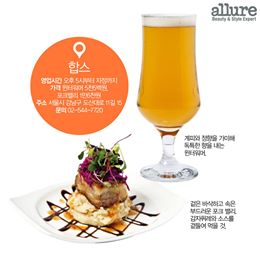 allure
Beauty & Style Expert
합스
영업시간 오후 5시부터 자정까지
가격 윈터워머 5천6백원,
포크밸리 1만6천원
주소 서울시 강남구 도산대로 11길 15
문의 02-544-7720
계피와 정향을 가미해
독특한 향을 내는
윈터워머.
겉은 바삭하고 속은
부드러운 포크 밸리.
감자퓌레와 소스를
곁들여 먹을 것.